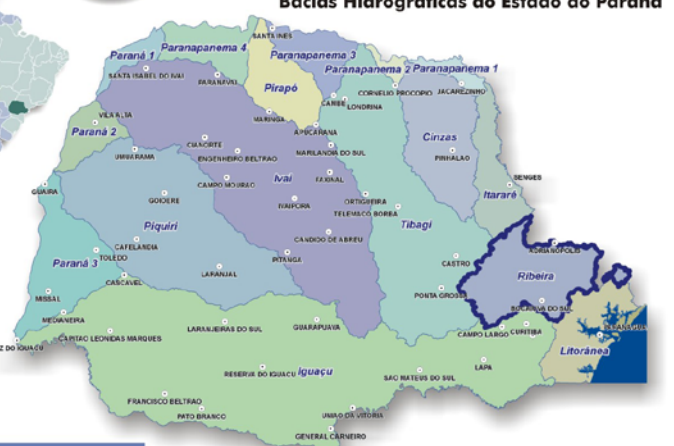 Bacias Hidrográficas do Estado do Paraná
SANTA INES
Paraná 1
Paranapanema 4
Paranapanema 3
Paranapanema 2
Paranapanema 1
SANTA ISABEL DO IVAI
PARANAVAI
Pirapó
CORNELIO PROCOPIO
JACAREZINHO
CAMBE
LONDRINA
VILA ALTA
MARINGA
APUCARANA
Paraná 2
Cinzas
CIANORTE
UMUARAMA
ENGENHEIRO BELTRAO
MARILANDIA DO SUL
PINHALAO
CAMPO MOURAO
Ivaí
FAXINAL
SENGES
GUAIRA
GOIOERE
IVAIPORA
ORTIGUEIRA
Itararé
TELEMACO BORBA
Piquiri
Tibagi
CANDIDO DE ABREU
CAFELANDIA
ADRIANOPOLIS
Paraná 3
TOLEDO
PITANGA
CASTRO
CASCAVEL
LARANJAL
Ribeira
MISSAL
PONTA GROSSA
BOCAIUVA DO SUL
MEDIANEIRA
LARANJEIRAS DO SUL
GUARAPUAVA
PARANAGUA
CAPITAO LEONIDAS MARQUES
CAMPO LARGO
CURITIBA
Z DO IGUAÇU
Litorânea
RESERVA DO IGUACU
Iguaçu
LAPA
SAO MATEUS DO SUL
FRANCISCO BELTRAO
PATO BRANCO
UNIAO DA VITORIA
GENERAL CARNEIRO